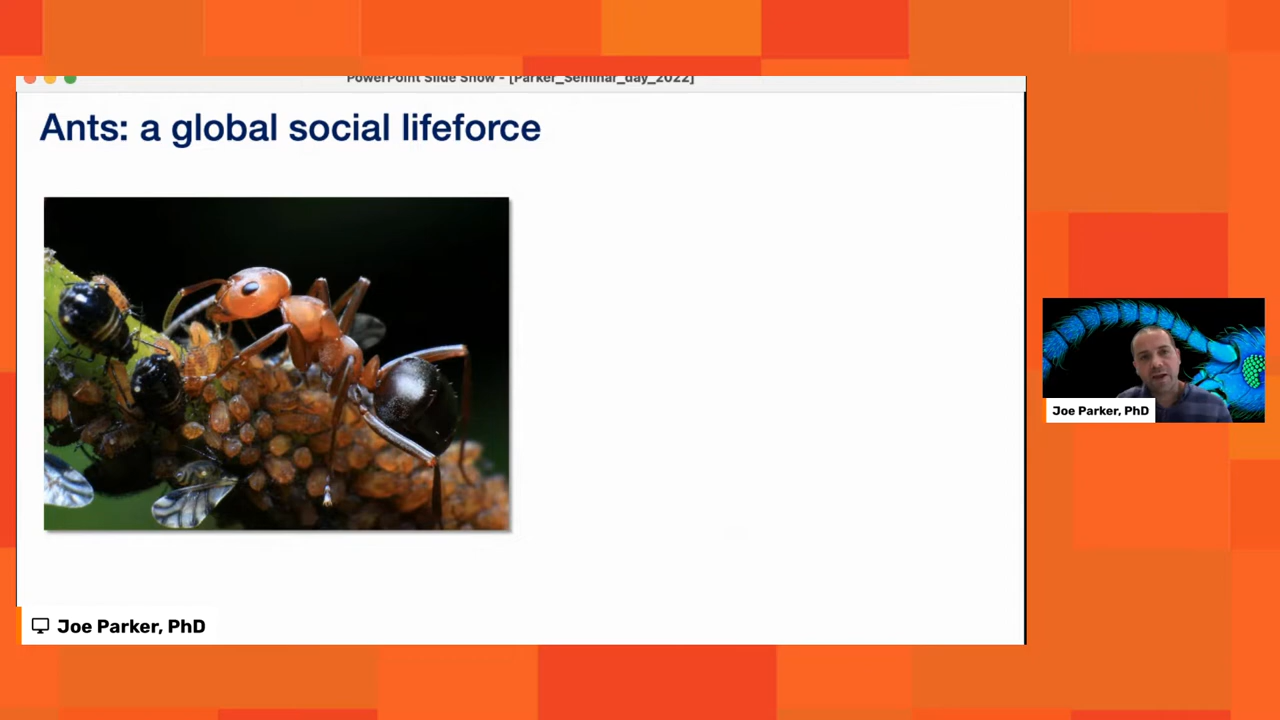 PowerPoint Slide Show - [Parker_Seminar_day_2022]
Ants: a global social lifeforce
Joe Parker, PhD
Joe Parker, PhD